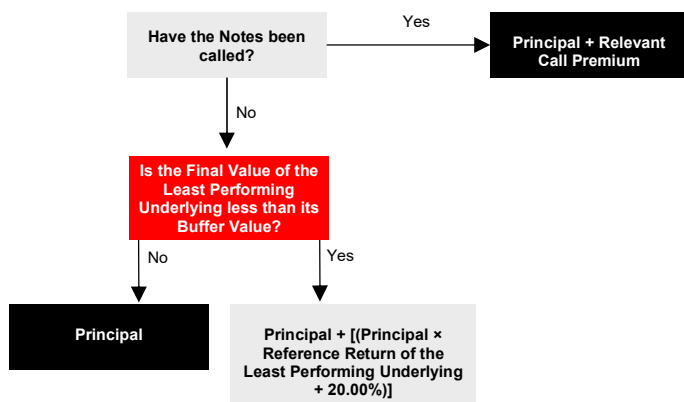 Have the Notes been
called?
Yes
Principal + Relevant
Call Premium
No
Is the Final Value of the
Least Performing
Underlying less than its
Buffer Value?
No
Yes
Principal
Principal + [(Principal ×
Reference Return of the
Least Performing Underlying
+ 20.00%)]